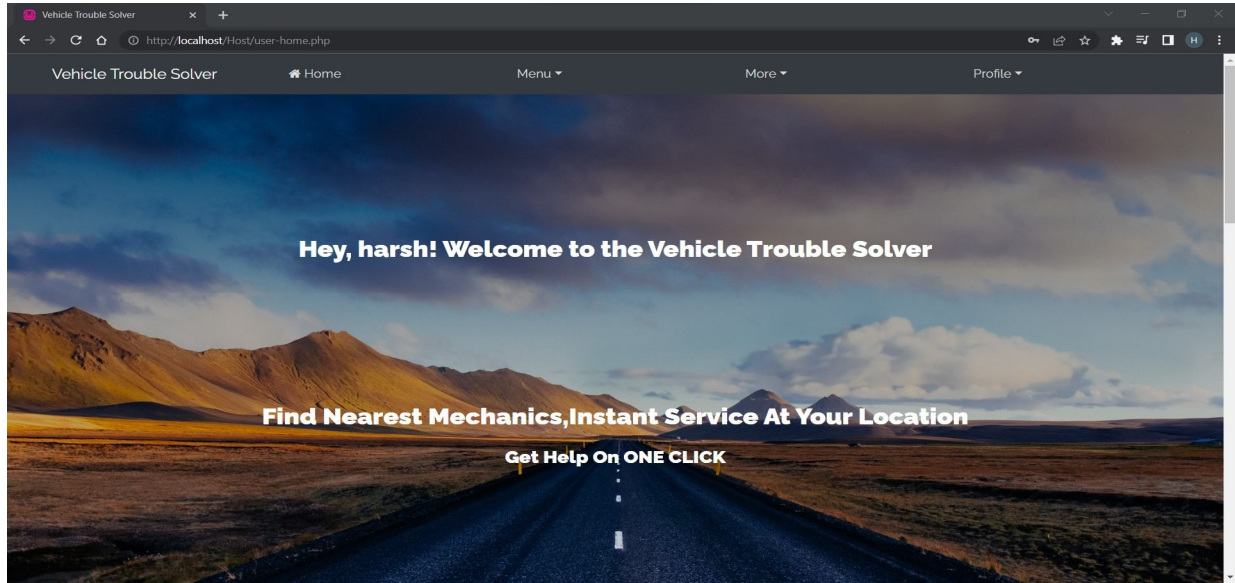 Vehicle Trouble Solver
http://localhost/Host/user-home.php
H
Vehicle Trouble Solver Home Menu More Profile
Hey, harsh! Welcome to the Vehicle Trouble Solver
Find Nearest Mechanics,Instant Service At Your Location
Get Help On ONE CLICK